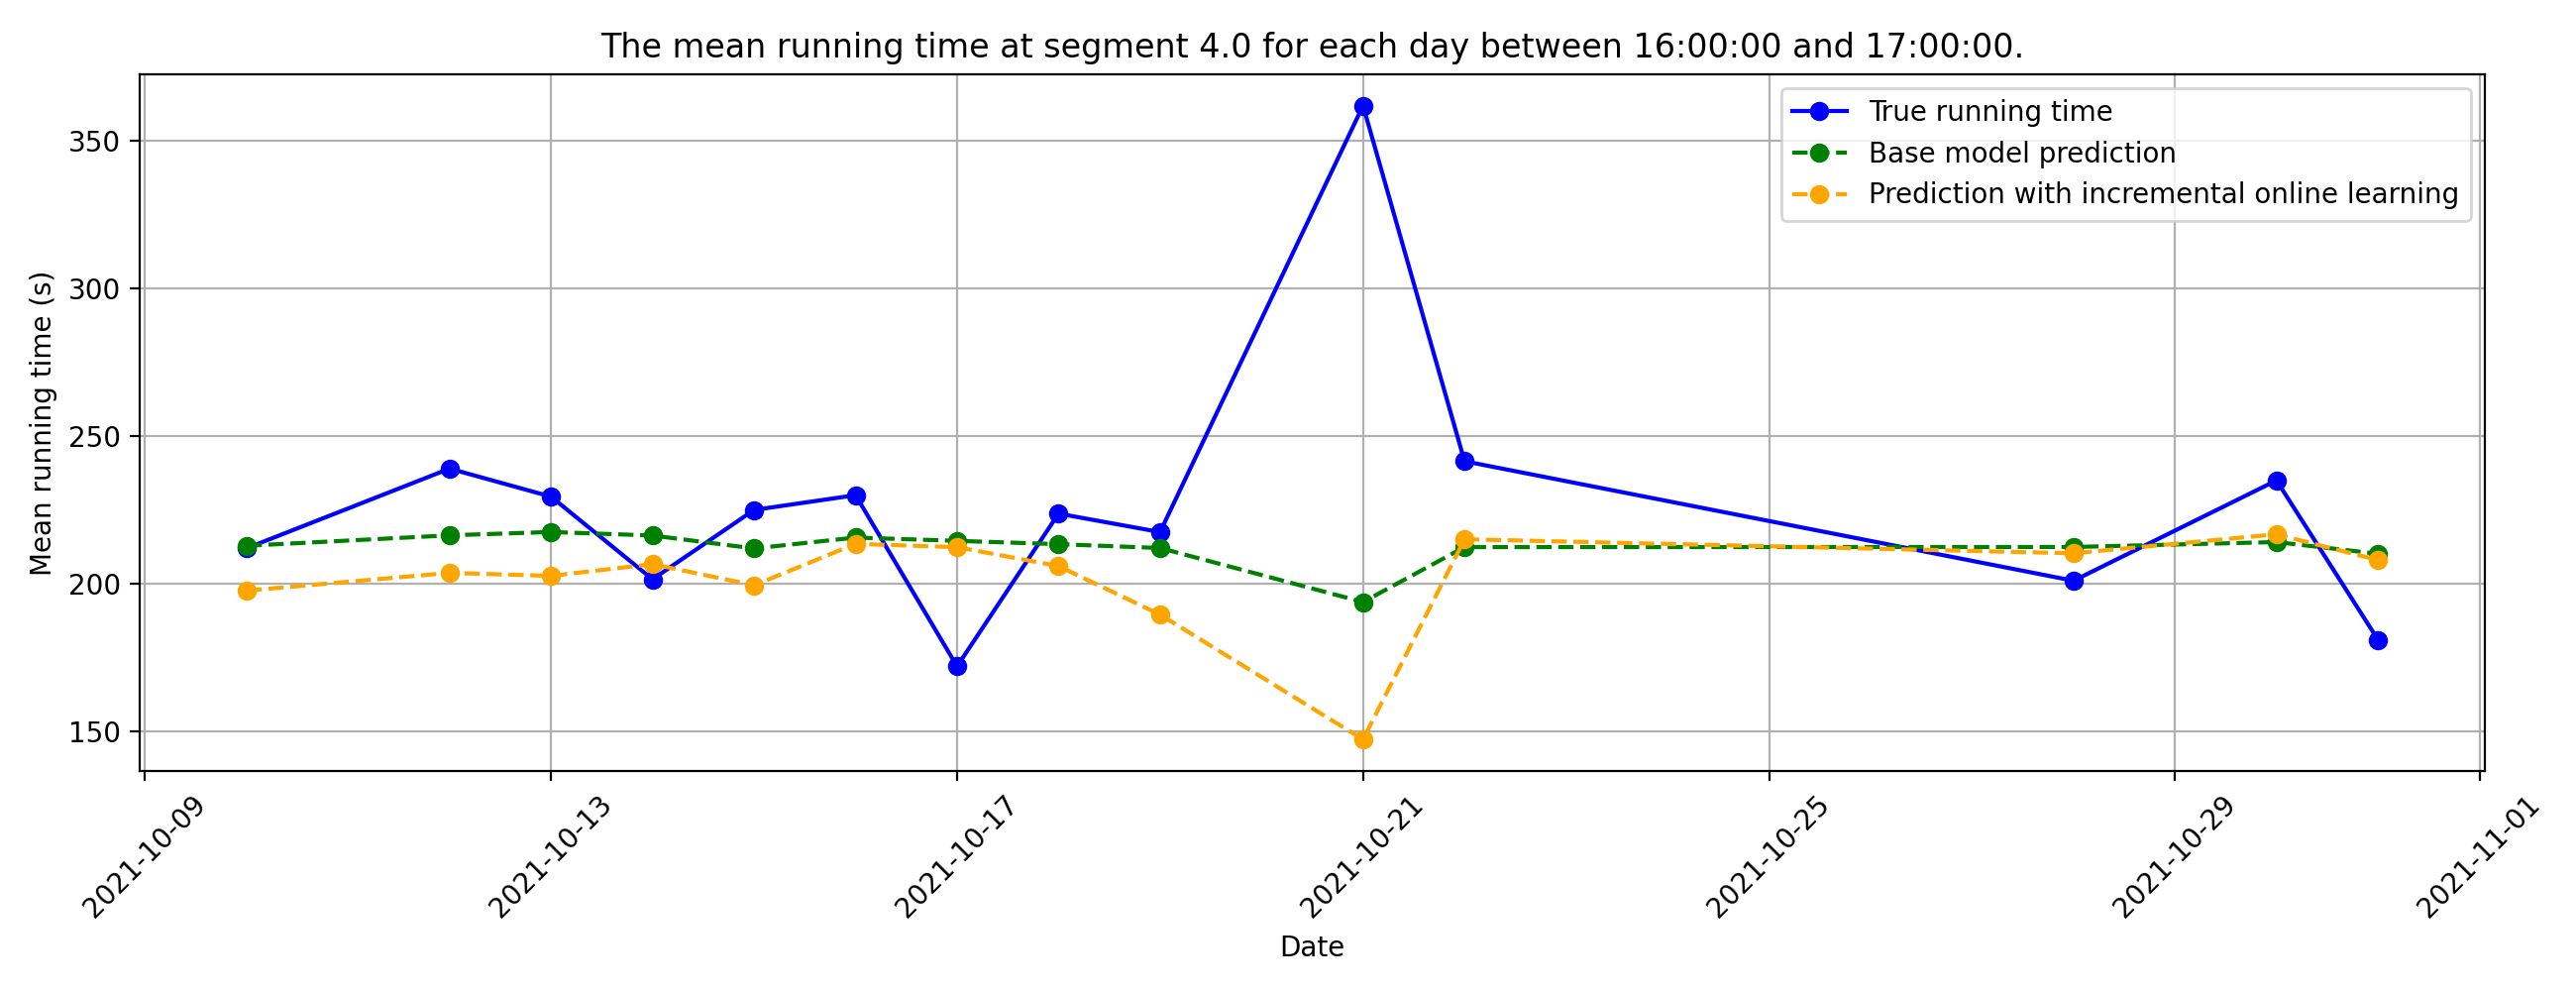 The mean running time at segment 4.0 for each day between 16:00:00 and 17:00:00.
True running time
Base model prediction
Prediction with incremental online learning
Mean running time (s)
350
300
250
200
150
2021-10-09
2021-10-13
2021-10-17
2021-10-21
2021-10-25
2021-10-29
2021-11-01
Date